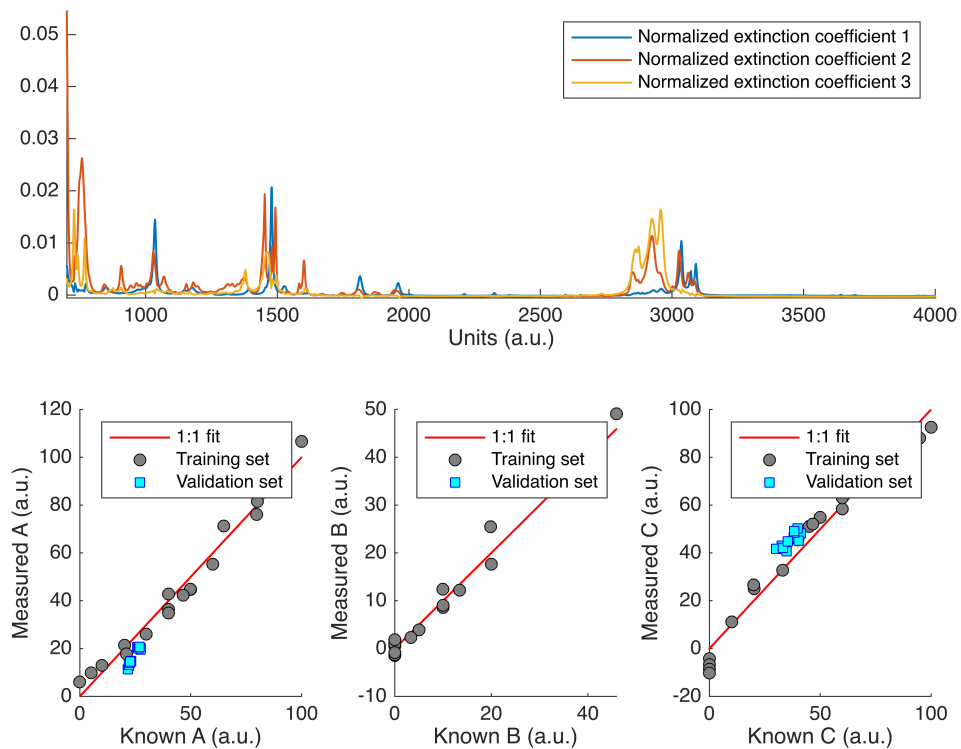 0.05
0.04
0.03
0.02
0.01
0
Normalized extinction coefficient 1
Normalized extinction coefficient 2
Normalized extinction coefficient 3
1000 1500 2000 2500 3000 3500 4000
Units (a.u.)
120
100
80
60
40
20
0
Measured A (a.u.)
1:1 fit
Training set
Validation set
0 50 100
Known A (a.u.)
50
40
30
20
10
0
-10
Measured B (a.u.)
1:1 fit
Training set
Validation set
0 20 40
Known B (a.u.)
100
80
60
40
20
0
-20
Measured C (a.u.)
1:1 fit
Training set
Validation set
0 50 100
Known C (a.u.)